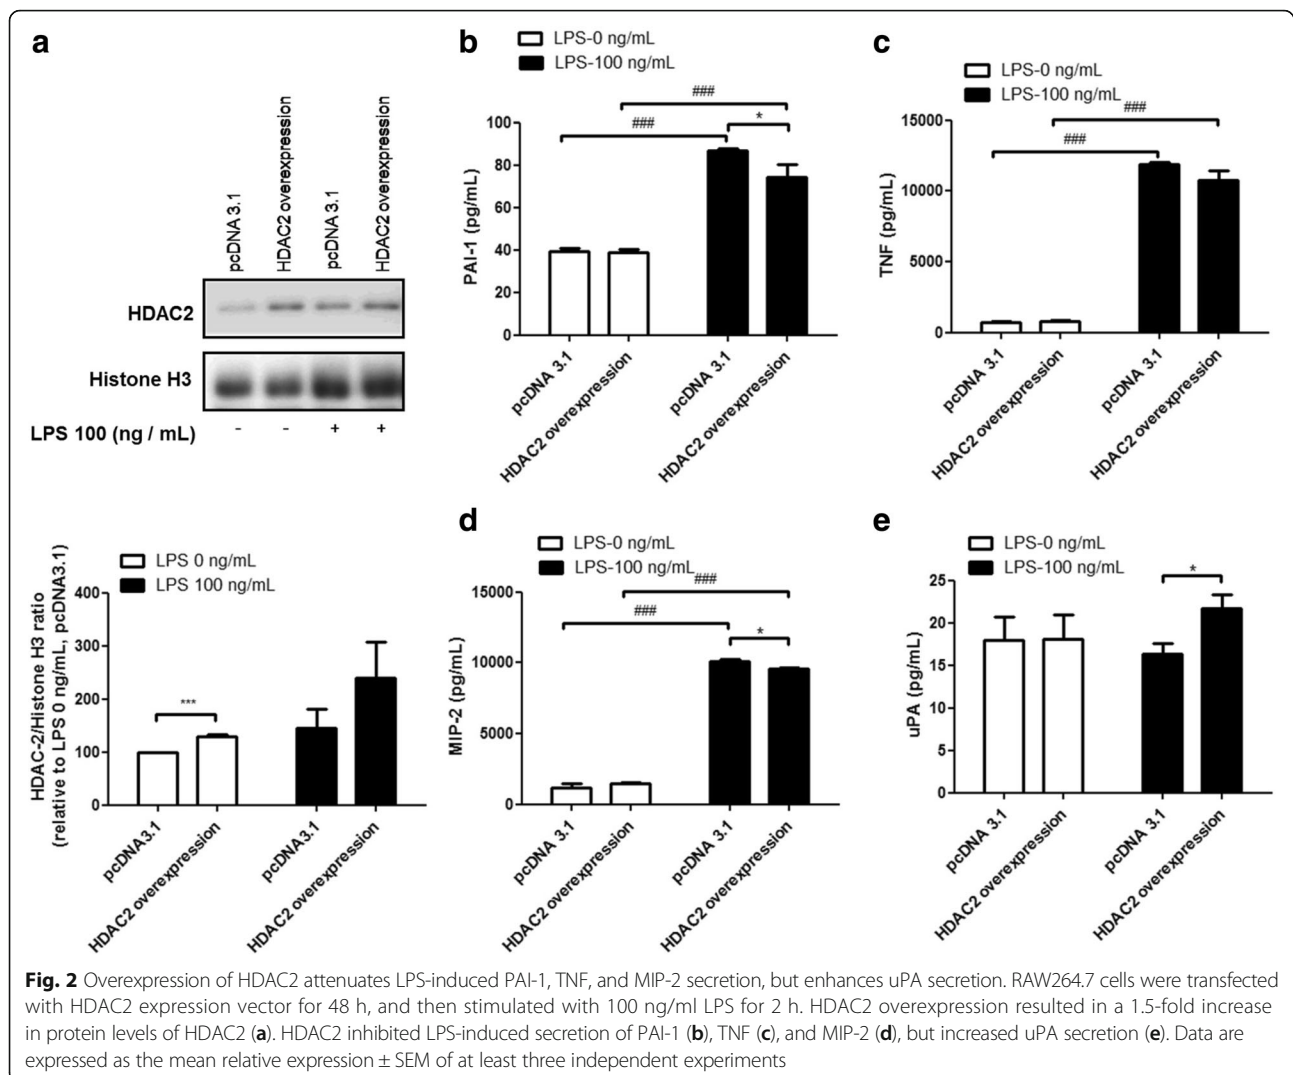 a
pcDNA 3.1
HDAC2 overexpression
pcDNA 3.1
HDAC2 overexpression
HDAC2
Histone H3
LPS 100 (ng / mL)
- - + +
HDAC-2/Histone H3 ratio
(relative to LPS 0 ng/mL, pcDNA3.1)
LPS 0 ng/mL
LPS 100 ng/mL
400
300
200
100
0
***
pcDNA3.1
HDAC2 overexpression
pcDNA3.1
HDAC2 overexpression
b
LPS-0 ng/mL
LPS-100 ng/mL
###
###
*
PAI-1 (pg/mL)
100
80
60
40
20
0
pcDNA 3.1
HDAC2 overexpression
pcDNA 3.1
HDAC2 overexpression
c
LPS-0 ng/mL
LPS-100 ng/mL
###
###
TNF (pg/mL)
15000
10000
5000
0
pcDNA 3.1
HDAC2 overexpression
pcDNA 3.1
HDAC2 overexpression
d
LPS-0 ng/mL
LPS-100 ng/mL
###
###
*
MIP-2 (pg/mL)
15000
10000
5000
0
pcDNA 3.1
HDAC2 overexpression
pcDNA 3.1
HDAC2 overexpression
e
LPS-0 ng/mL
LPS-100 ng/mL
*
uPA (pg/mL)
25
20
15
10
5
0
pcDNA 3.1
HDAC2 overexpression
pcDNA 3.1
HDAC2 overexpression
Fig. 2 Overexpression of HDAC2 attenuates LPS-induced PAI-1, TNF, and MIP-2 secretion, but enhances uPA secretion. RAW264.7 cells were transfected
with HDAC2 expression vector for 48 h, and then stimulated with 100 ng/ml LPS for 2 h. HDAC2 overexpression resulted in a 1.5-fold increase
in protein levels of HDAC2 (a). HDAC2 inhibited LPS-induced secretion of PAI-1 (b), TNF (c), and MIP-2 (d), but increased uPA secretion (e). Data are
expressed as the mean relative expression ± SEM of at least three independent experiments